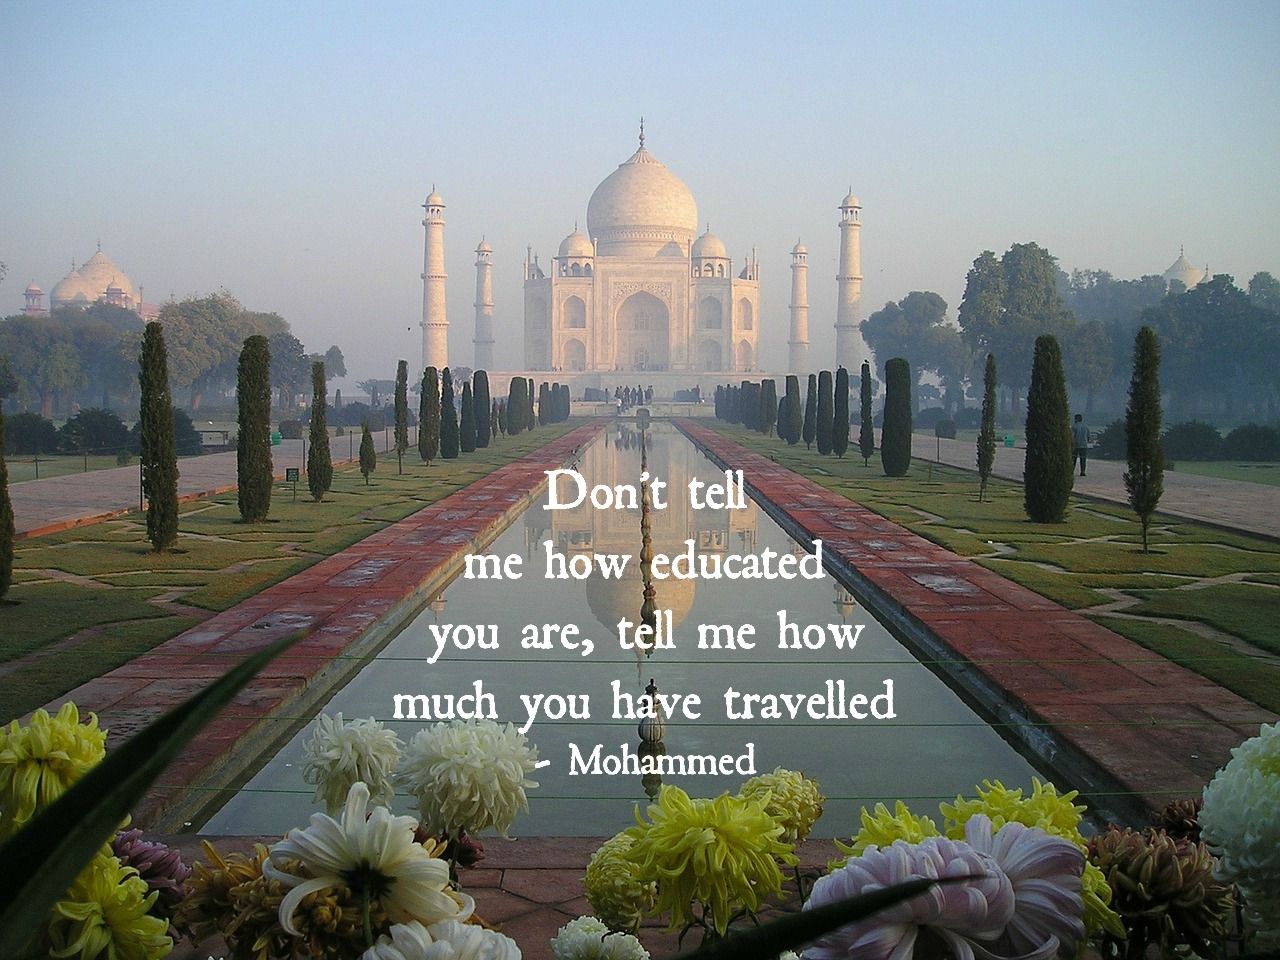 Don't tell
me how educated
you are, tell me how
much you have travelled
- Mohammed